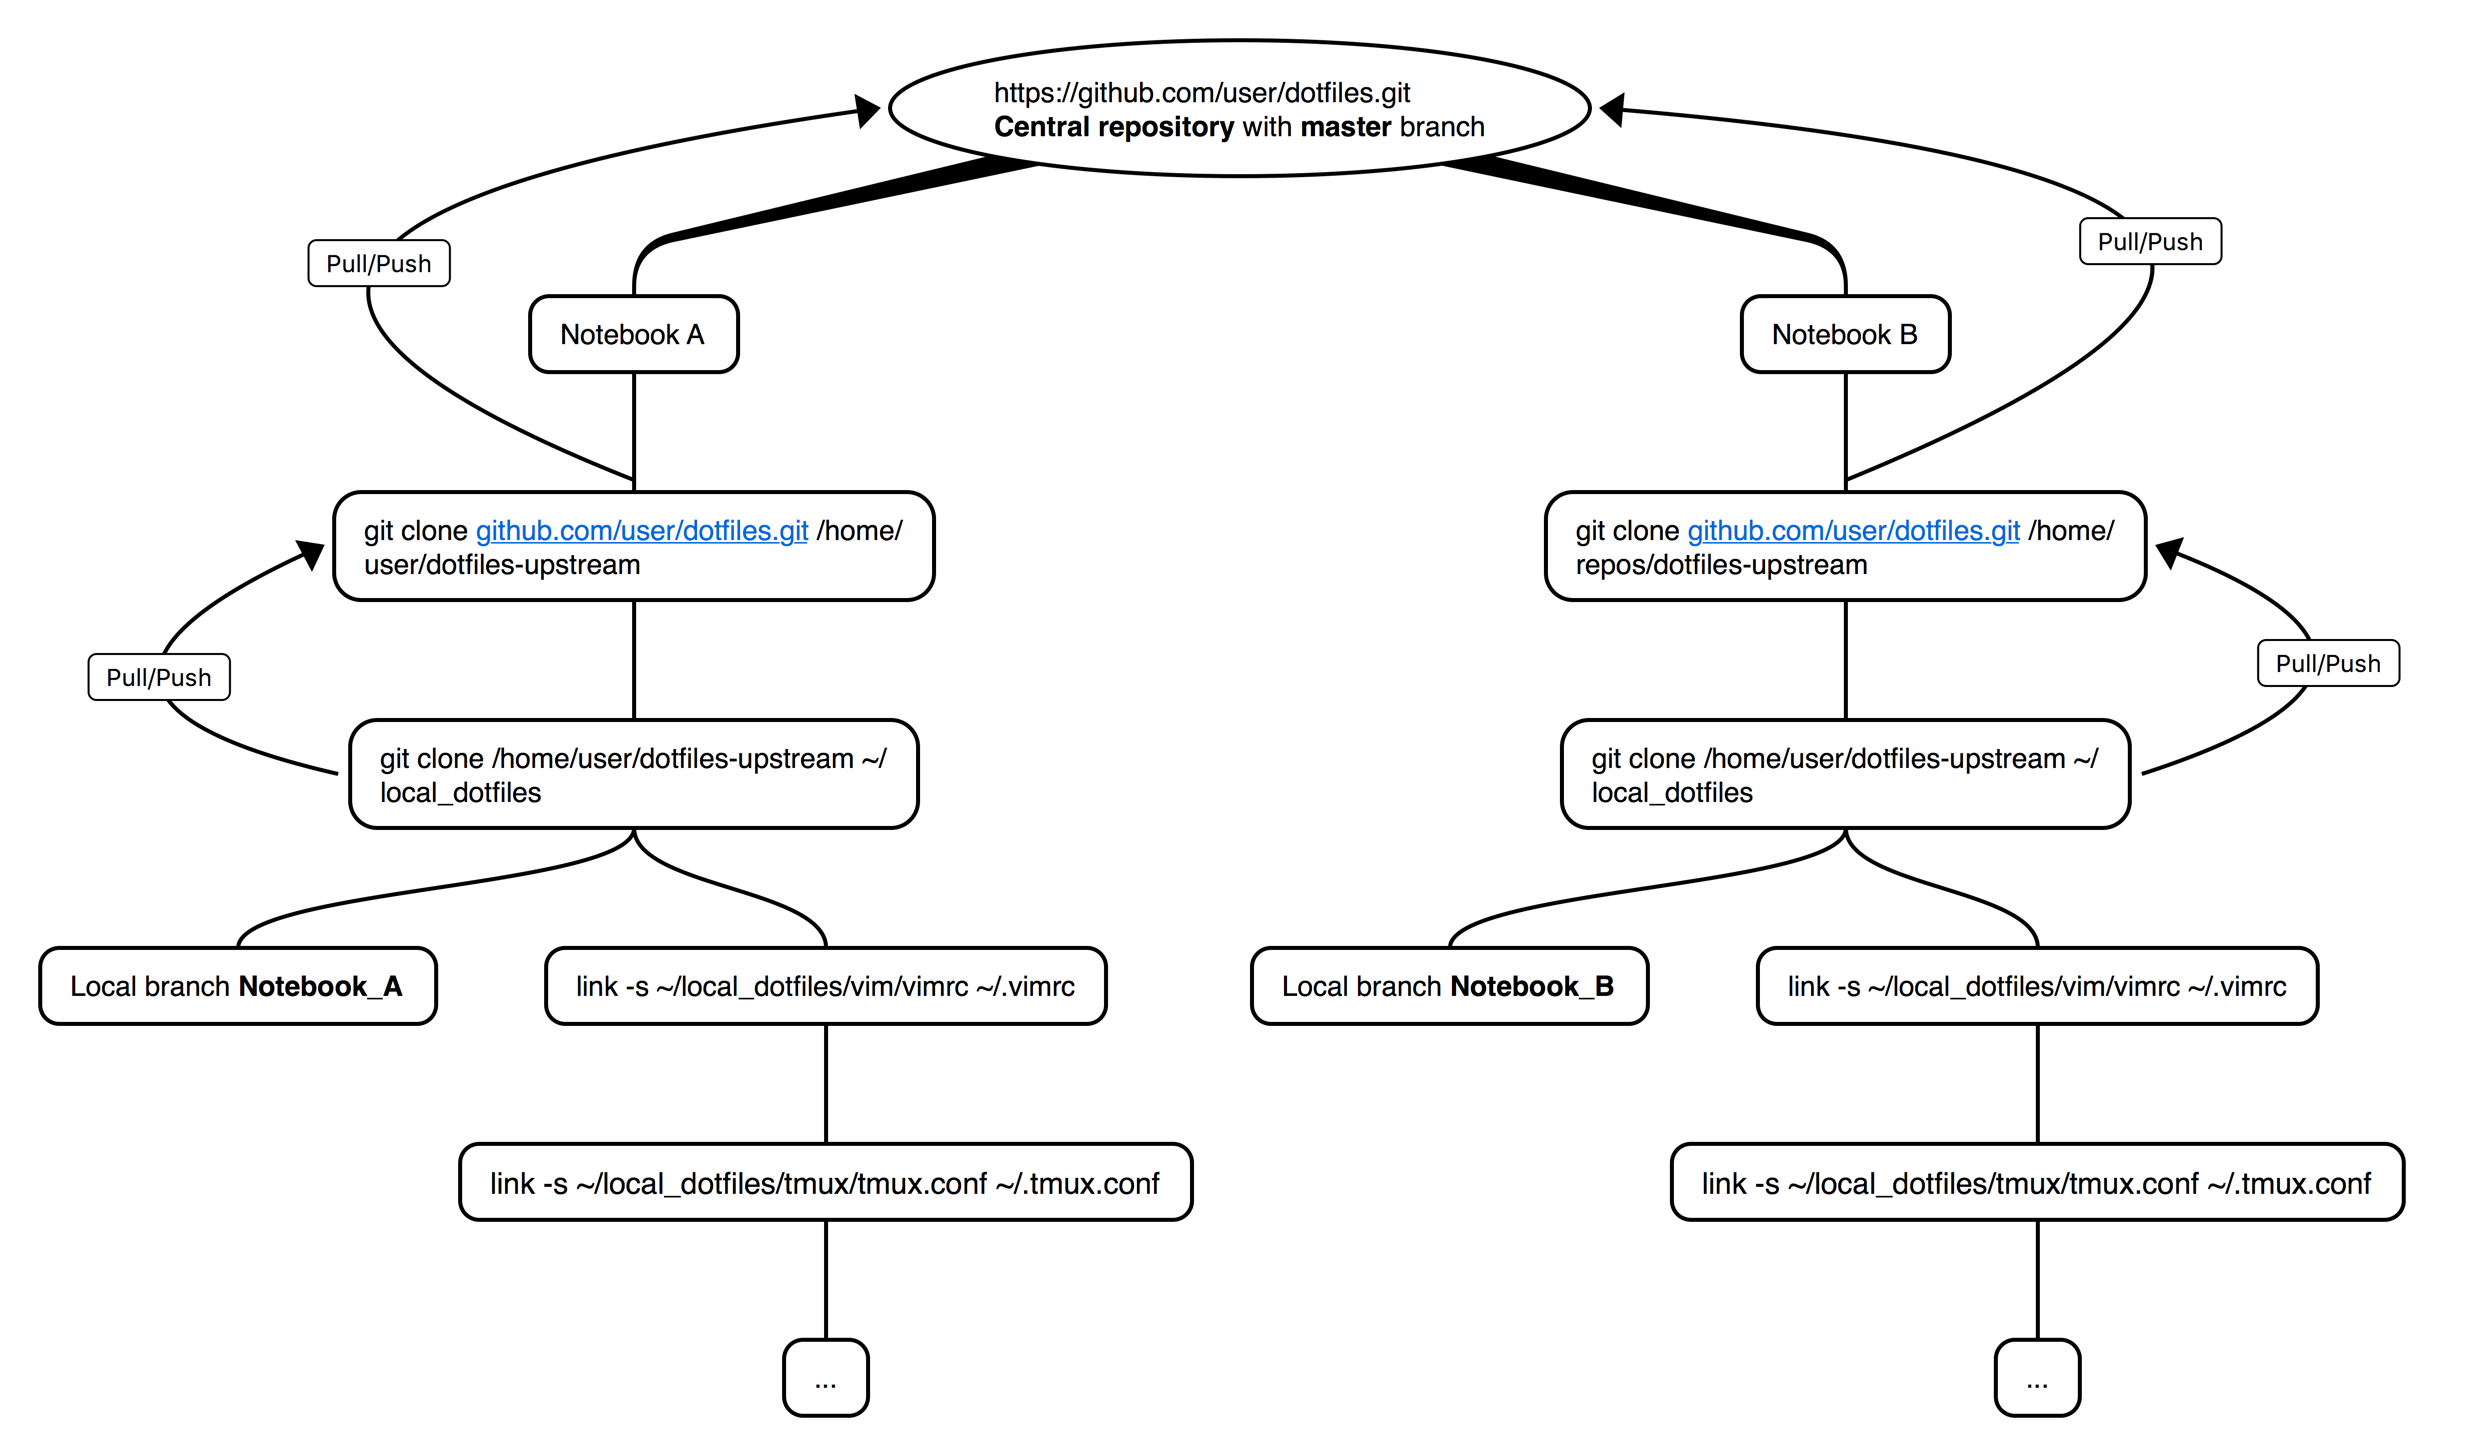 https://github.com/user/dotfiles.git
Central repository with master branch
Pull/Push
Pull/Push
Notebook A
Notebook B
git clone github.com/user/dotfiles.git /home/
user/dotfiles-upstream
git clone github.com/user/dotfiles.git /home/
repos/dotfiles-upstream
Pull/Push
Pull/Push
git clone /home/user/dotfiles-upstream ~/
local_dotfiles
git clone /home/user/dotfiles-upstream ~/
local_dotfiles
Local branch Notebook_A
link -s ~/local_dotfiles/vim/vimrc ~/.vimrc
Local branch Notebook_B
link -s ~/local_dotfiles/vim/vimrc ~/.vimrc
link -s ~/local_dotfiles/tmux/tmux.conf ~/.tmux.conf
link -s ~/local_dotfiles/tmux/tmux.conf ~/.tmux.conf
...
...